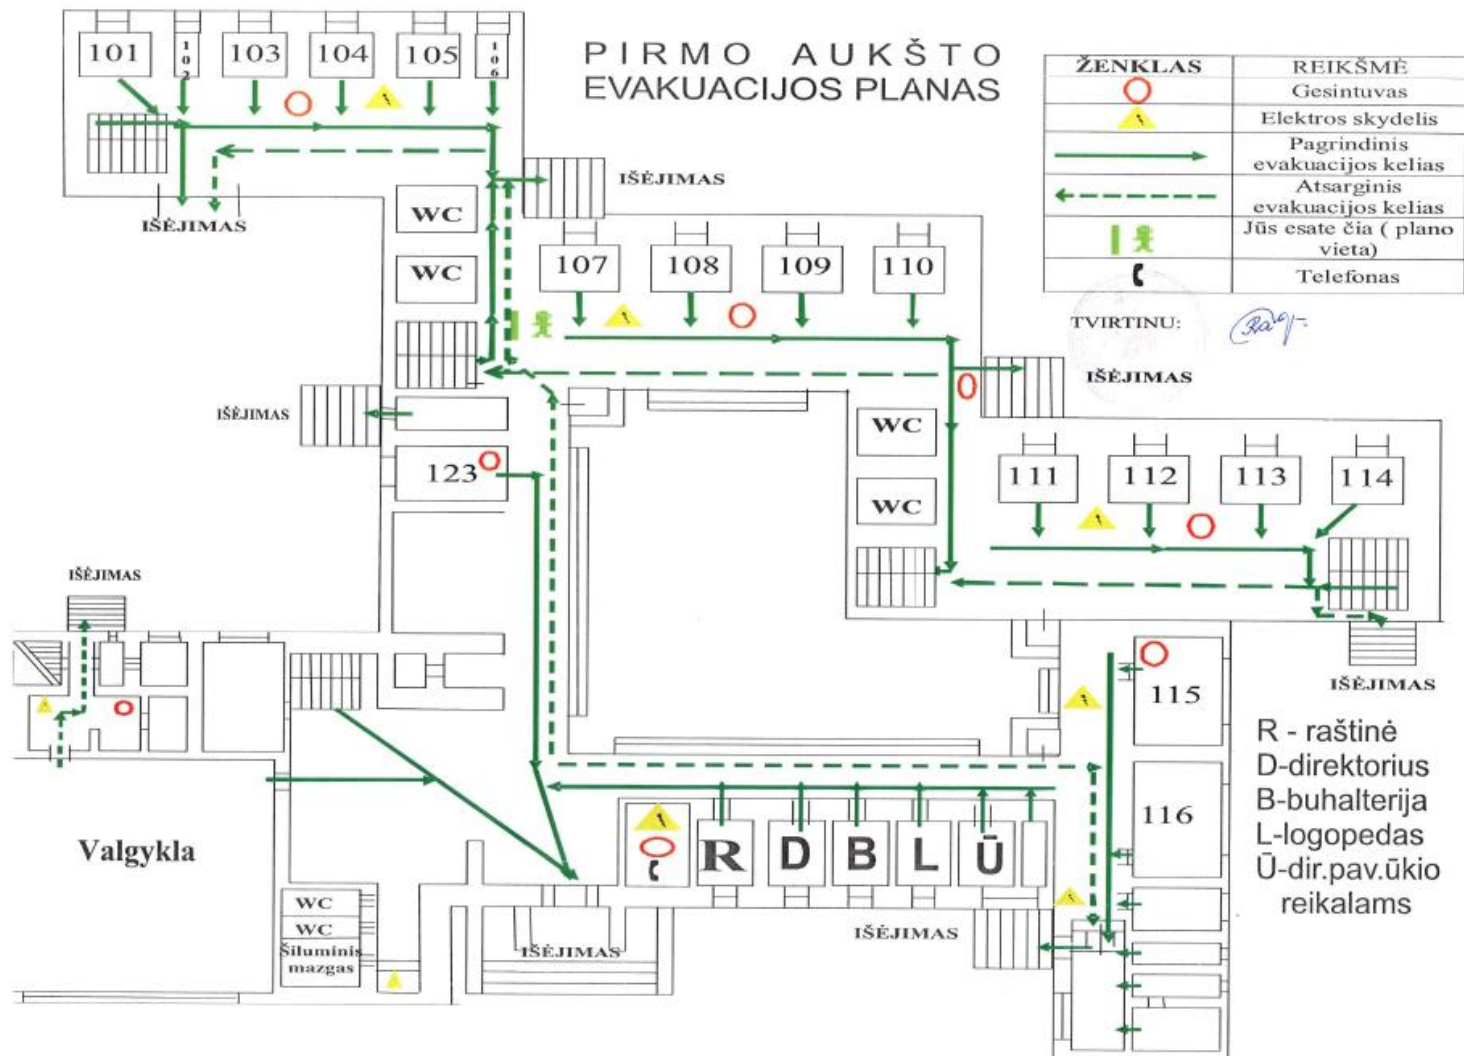 PIRMO AUKŠTO
EVAKUACIJOS PLANAS
ŽENKLAS REIKŠMĖ
Gesintuvas
Elektros skydelis
Pagrindinis
evakuacijos kelias
Atsarginis
evakuacijos kelias
Jūs esate čia ( plano
vieta)
Telefonas
TVIRTINU:
101
102
103
104
105
106
IŠĖJIMAS
IŠĖJIMAS
WC
WC
107
108
109
110
IŠĖJIMAS
IŠĖJIMAS
123
WC
WC
111
112
113
114
IŠĖJIMAS
IŠĖJIMAS
115
116
Valgykla
R
D
B
L
Ū
WC
WC
Šiluminis
mazgas
IŠĖJIMAS
IŠĖJIMAS
R - raštinė
D-direktorius
B-buhalterija
L-logopedas
Ū-dir.pav.ūkio
reikalams